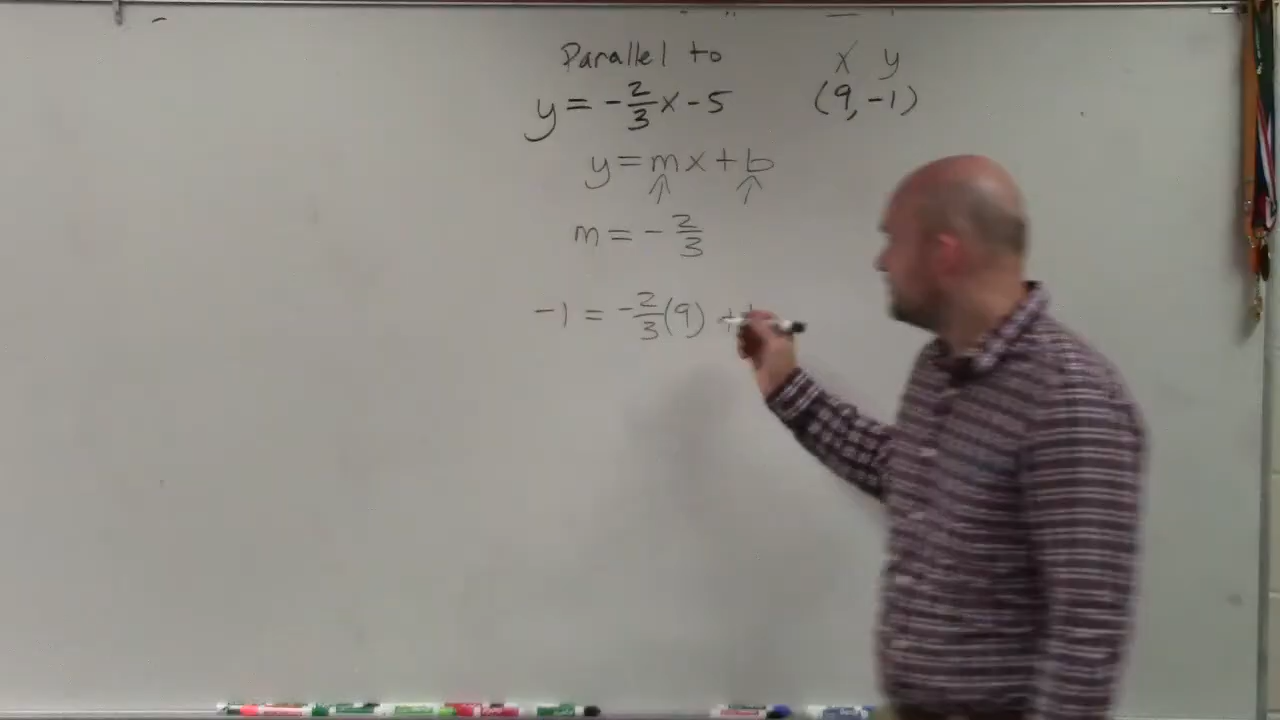 Parallel to x y
y = -2/3 x - 5 (9, -1)
y = mx + b
m = -2/3
-1 = -2/3 (9) +